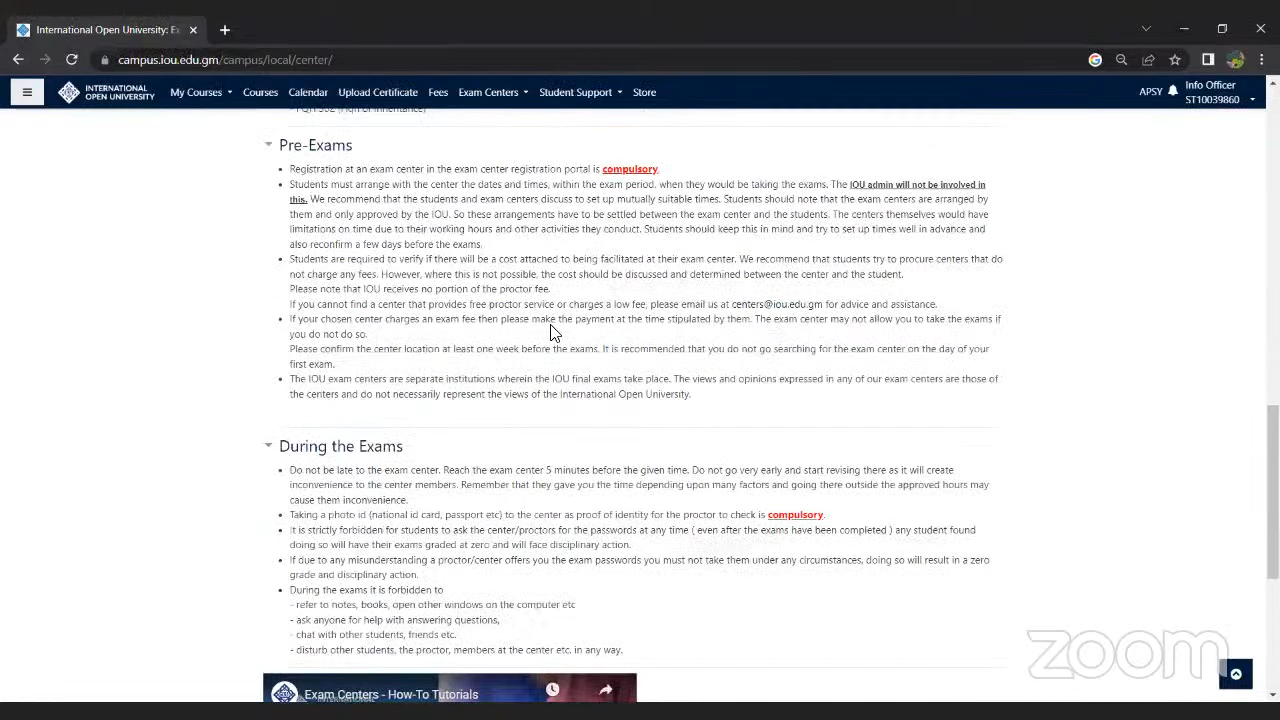 International Open University: Ex
campus.iou.edu.gm/campus/local/center/
INTERNATIONAL
OPEN UNIVERSITY
My Courses
Courses
Calendar
Upload Certificate
Fees
Exam Centers
Student Support
Store
APSY
Info Officer
ST10039860
Pre-Exams
Registration at an exam center in the exam center registration portal is compulsory.
Students must arrange with the center the dates and times, within the exam period, when they would be taking the exams. The IOU admin will not be involved in
this. We recommend that the students and exam centers discuss to set up mutually suitable times. Students should note that the exam centers are arranged by
them and only approved by the IOU. So these arrangements have to be settled between the exam center and the students. The centers themselves would have
limitations on time due to their working hours and other activities they conduct. Students should keep this in mind and try to set up times well in advance and
also reconfirm a few days before the exams.
Students are required to verify if there will be a cost attached to being facilitated at their exam center. We recommend that students try to procure centers that do
not charge any fees. However, where this is not possible, the cost should be discussed and determined between the center and the student.
Please note that IOU receives no portion of the proctor fee.
If you cannot find a center that provides free proctor service or charges a low fee, please email us at centers@iou.edu.gm for advice and assistance.
If your chosen center charges an exam fee then please make the payment at the time stipulated by them. The exam center may not allow you to take the exams if
you do not do so.
Please confirm the center location at least one week before the exams. It is recommended that you do not go searching for the exam center on the day of your
first exam.
The IOU exam centers are separate institutions wherein the IOU final exams take place. The views and opinions expressed in any of our exam centers are those of
the centers and do not necessarily represent the views of the International Open University.
During the Exams
Do not be late to the exam center. Reach the exam center 5 minutes before the given time. Do not go very early and start revising there as it will create
inconvenience to the center members. Remember that they gave you the time depending upon many factors and going there outside the approved hours may
cause them inconvenience.
Taking a photo id (national id card, passport etc) to the center as proof of identity for the proctor to check is compulsory.
It is strictly forbidden for students to ask the center/proctors for the passwords at any time ( even after the exams have been completed ) any student found
doing so will have their exams graded at zero and will face disciplinary action.
If due to any misunderstanding a proctor/center offers you the exam passwords you must not take them under any circumstances, doing so will result in a zero
grade and disciplinary action.
During the exams it is forbidden to
- refer to notes, books, open other windows on the computer etc
- ask anyone for help with answering questions,
- chat with other students, friends etc.
- disturb other students, the proctor, members at the center etc. in any way.
Exam Centers - How-To Tutorials
zoom